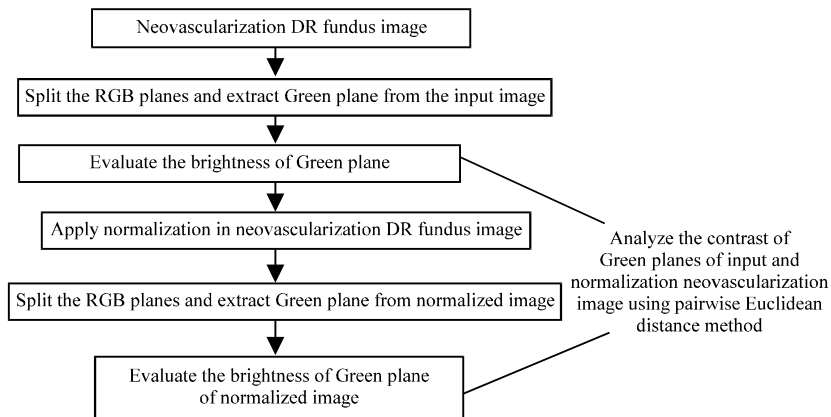 Neovascularization DR fundus image
Split the RGB planes and extract Green plane from the input image
Evaluate the brightness of Green plane
Apply normalization in neovascularization DR fundus image
Split the RGB planes and extract Green plane from normalized image
Evaluate the brightness of Green plane
of normalized image
Analyze the contrast of
Green planes of input and
normalization neovascularization
image using pairwise Euclidean
distance method